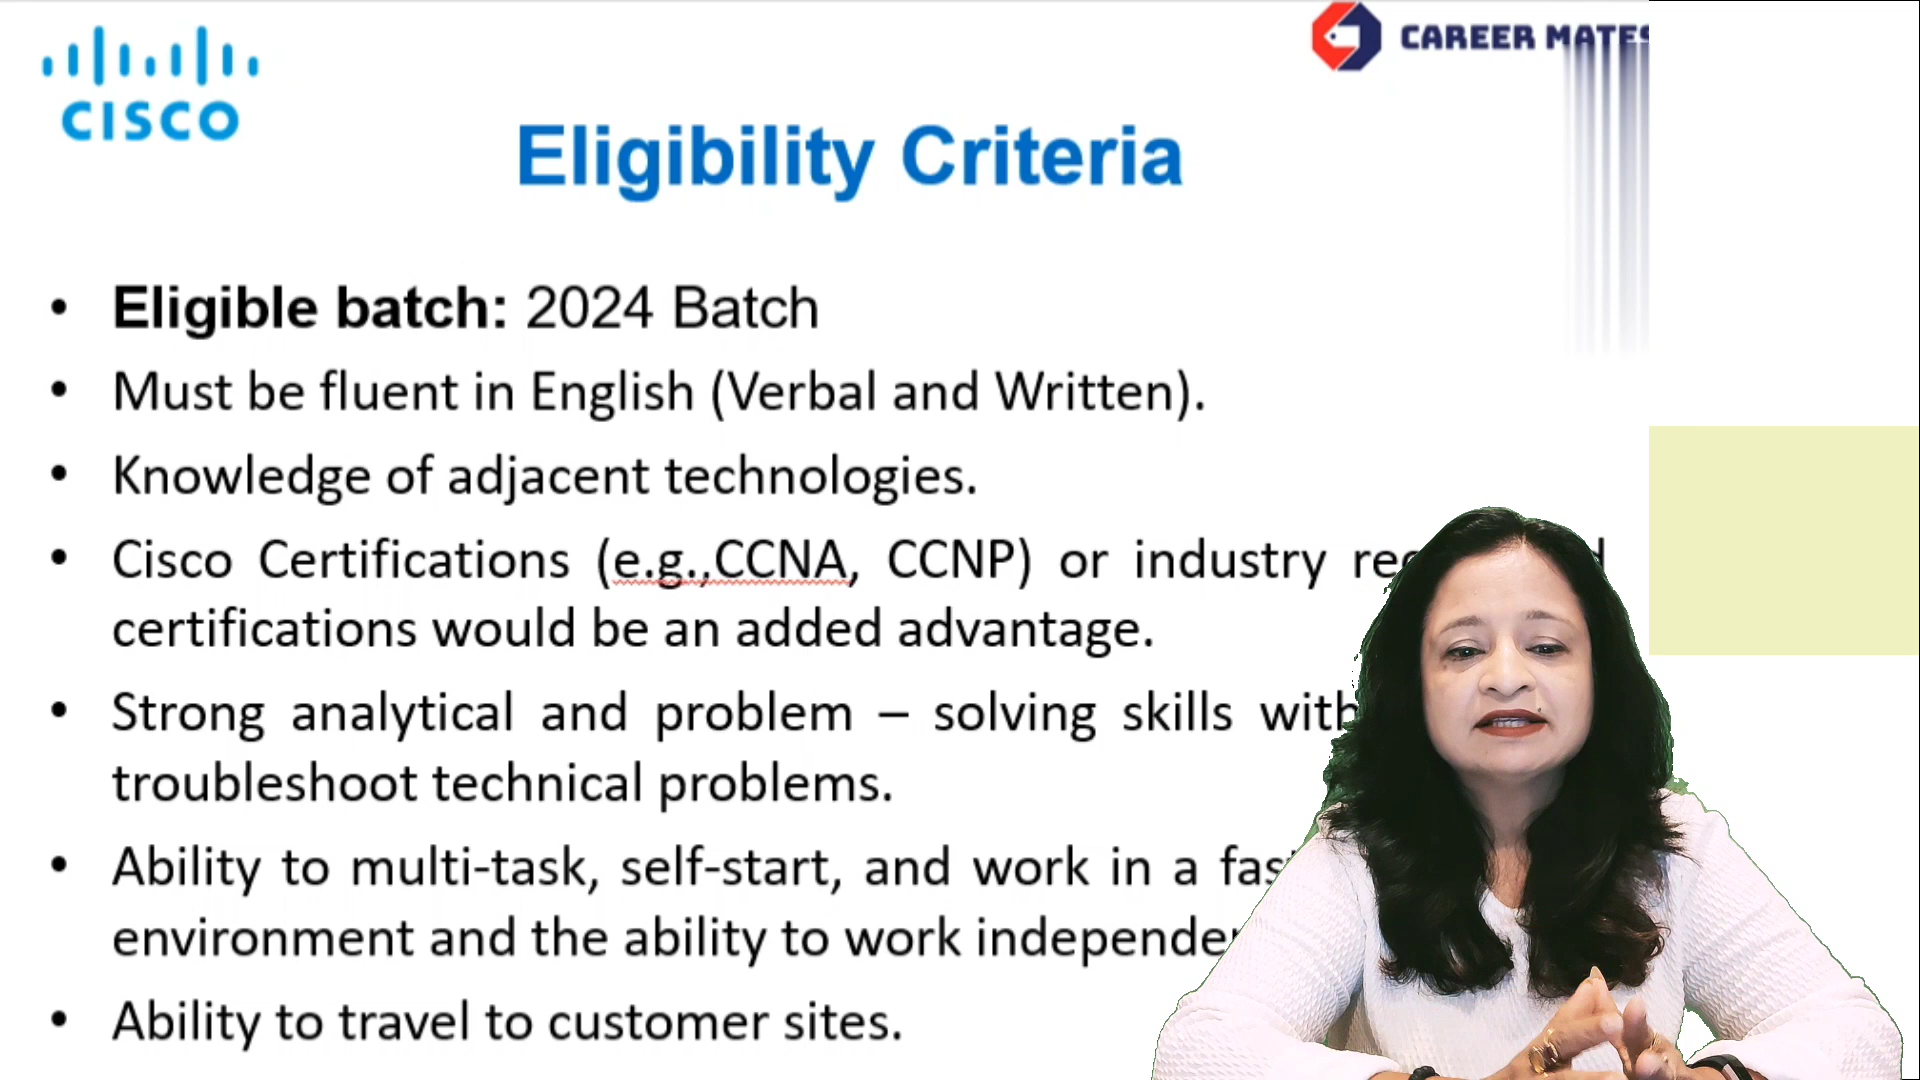 CISCO
CAREER MATES
Eligibility Criteria
• Eligible batch: 2024 Batch
• Must be fluent in English (Verbal and Written).
• Knowledge of adjacent technologies.
• Cisco Certifications (e.g.,CCNA, CCNP) or industry
certifications would be an added advantage.
• Strong analytical and problem – solving skills with
troubleshoot technical problems.
• Ability to multi-task, self-start, and work in a
environment and the ability to work
• Ability to travel to customer sites.